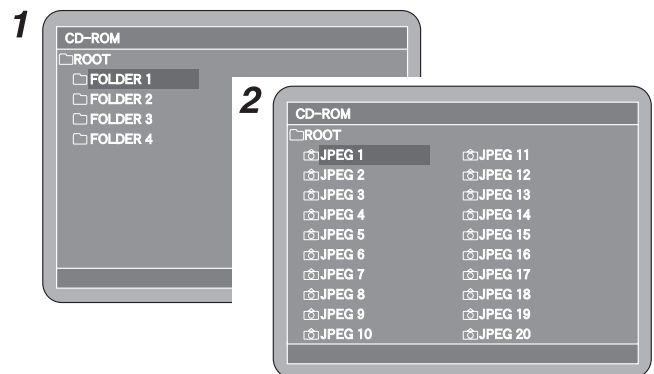 1
CD-ROM
ROOT
FOLDER 1
FOLDER 2
FOLDER 3
FOLDER 4
2
CD-ROM
ROOT
JPEG 1
JPEG 2
JPEG 3
JPEG 4
JPEG 5
JPEG 6
JPEG 7
JPEG 8
JPEG 9
JPEG 10
JPEG 11
JPEG 12
JPEG 13
JPEG 14
JPEG 15
JPEG 16
JPEG 17
JPEG 18
JPEG 19
JPEG 20